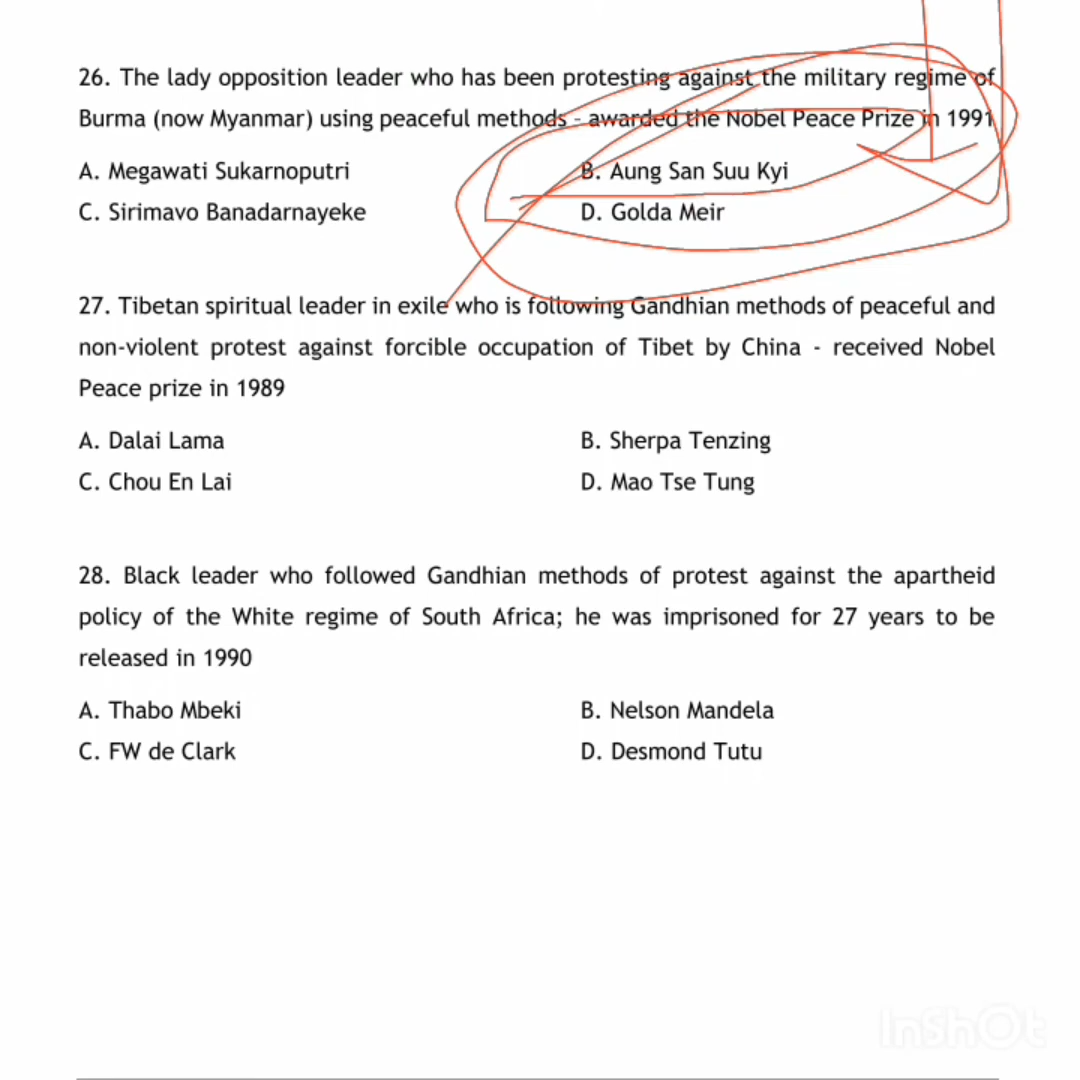 26. The lady opposition leader who has been protesting against the military regime of
Burma (now Myanmar) using peaceful methods - awarded the Nobel Peace Prize in 1991
A. Megawati Sukarnoputri B. Aung San Suu Kyi
C. Sirimavo Banadarnayeke D. Golda Meir
27. Tibetan spiritual leader in exile who is following Gandhian methods of peaceful and
non-violent protest against forcible occupation of Tibet by China - received Nobel
Peace prize in 1989
A. Dalai Lama B. Sherpa Tenzing
C. Chou En Lai D. Mao Tse Tung
28. Black leader who followed Gandhian methods of protest against the apartheid
policy of the White regime of South Africa; he was imprisoned for 27 years to be
released in 1990
A. Thabo Mbeki B. Nelson Mandela
C. FW de Clark D. Desmond Tutu
InShOt